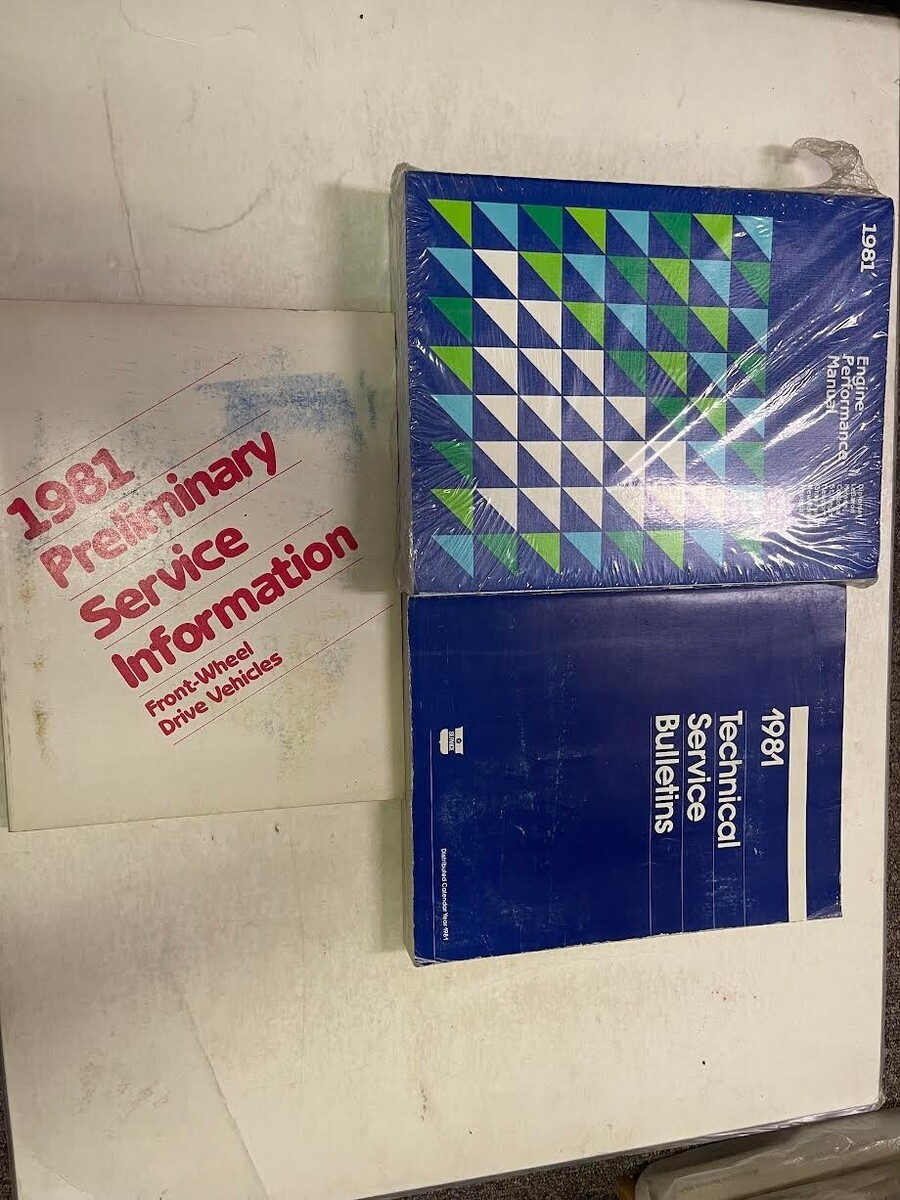 1981
Engine
Performance
Manual
Diplomat
1981
Technical
Service
Bulletins
Distributed Calendar Year 1981
1981
Preliminary
Service
Information
Front-Wheel
Drive Vehicles